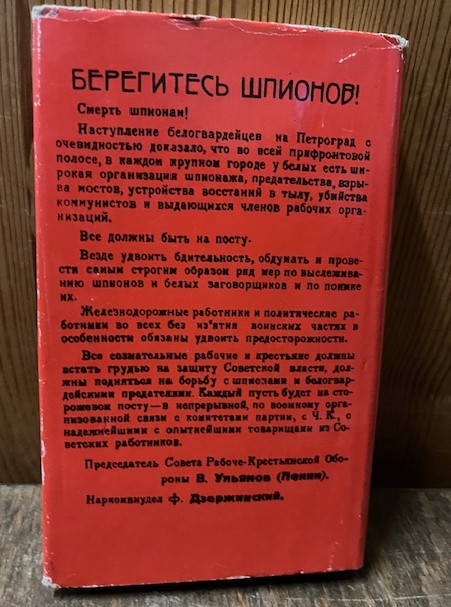 БЕРЕГИТЕСЬ ШПИОНОВ!
Смерть шпионам!
Наступление белогвардейцев на Петроград с
очевидностью доказало, что во всей прифронтовой
полосе, в каждом крупном городе у белых есть ши-
рокая организация шпионажа, предательства, взры-
ва мостов, устройства восстаний в тылу, убийства
коммунистов и выдающихся членов рабочих орга-
низаций.
Все должны быть на посту.
Везде удвоить бдительность, обдумать и прове-
сти самым строгим образом ряд мер по выслежива-
нию шпионов и белых заговорщиков и по поимке
их.
Железнодорожные работники и политические ра-
ботники во всех без из'ятия воинских частях в
особенности обязаны удвоить предосторожности.
Все сознательные рабочие и крестьяне должны
встать грудью на защиту Советской власти, дол-
жны подняться на борьбу с шпионами и белогвар-
дейскими предателями. Каждый пусть будет на сто-
рожевом посту—в непрерывной, по военному орга-
низованной связи с комитетами партии, с Ч. К., с
надежнейшими с опытнейшими товарищами из Со-
ветских работников.
Председатель Совета Рабоче-Крестьянской Обо-
роны В. Ульянов (Ленин).
Наркомвнудел Ф. Дзержинский.